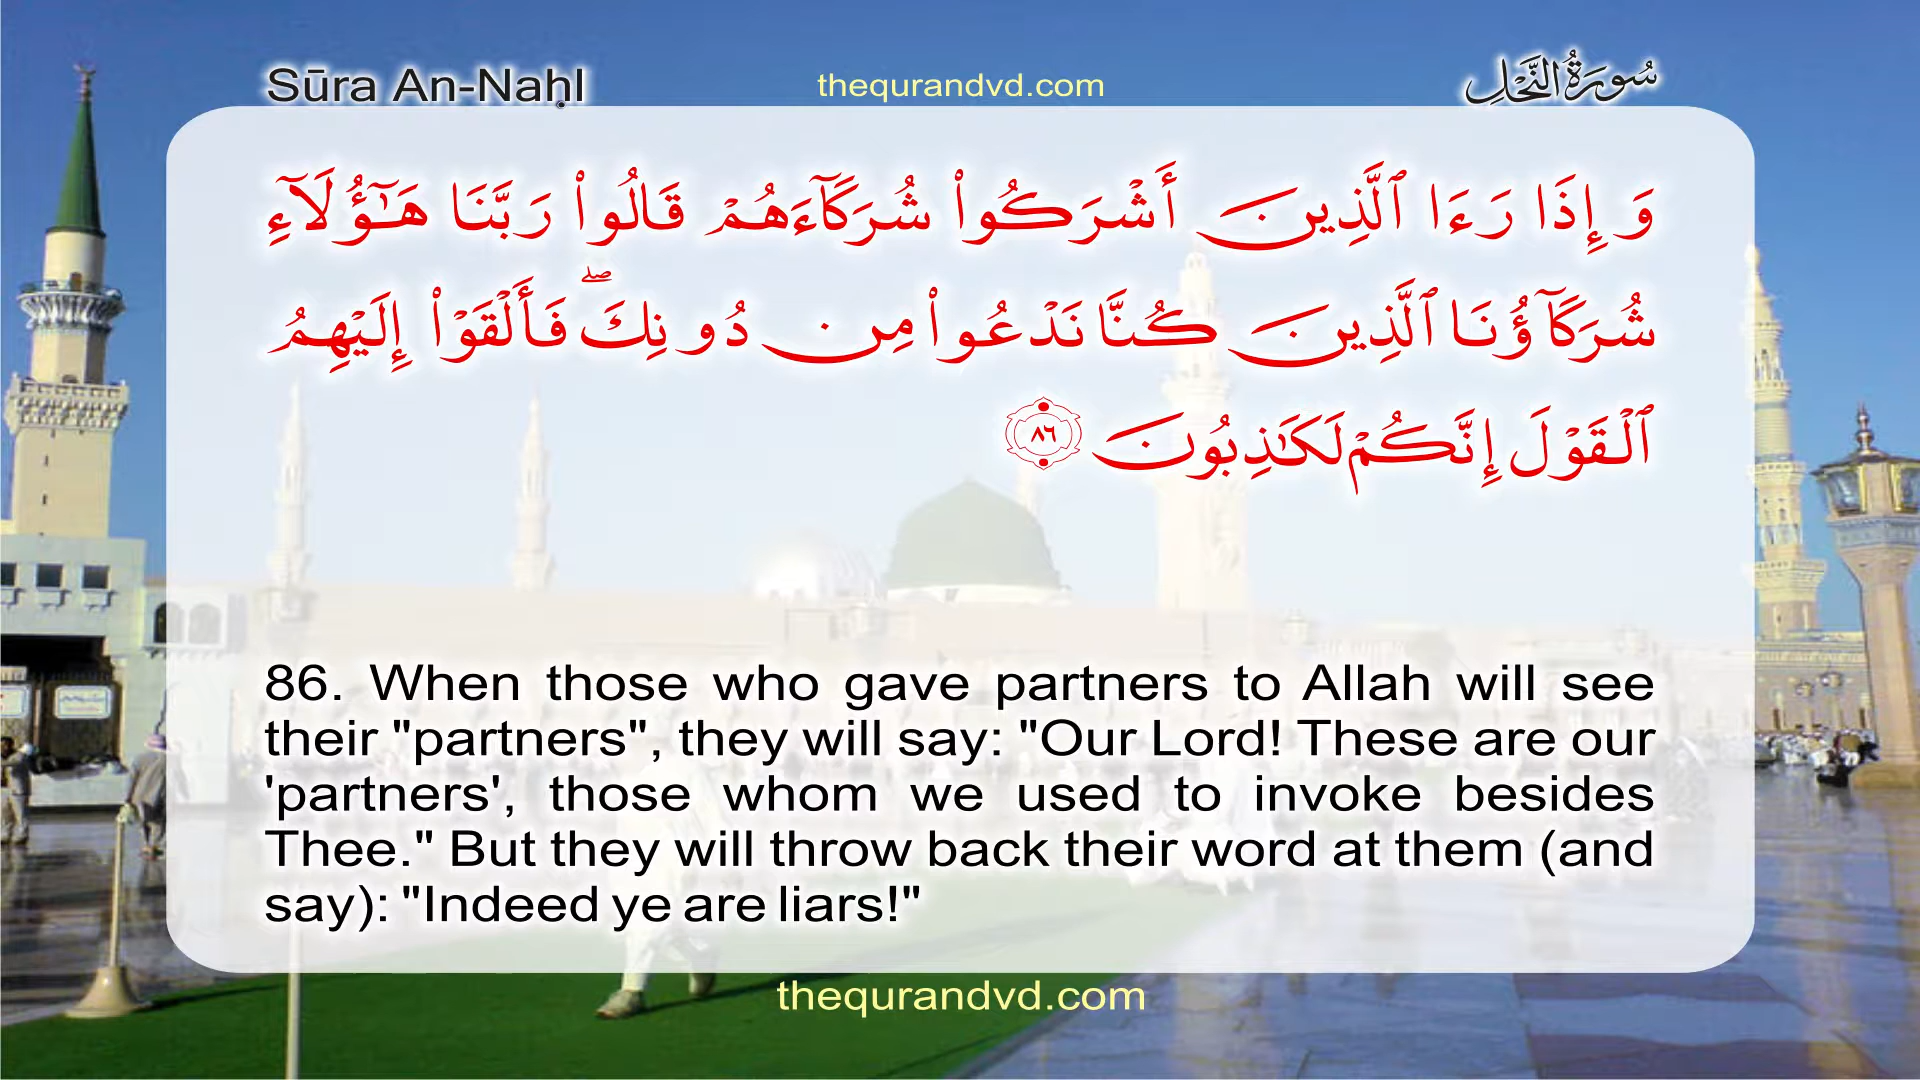 Sūra An-Naḥl
thequrandvd.com
سُورَةُ النَّحْلِ
وَإِذَا رَءَا ٱلَّذِينَ أَشْرَكُوا۟ شُرَكَآءَهُمْ قَالُوا۟ رَبَّنَا هَـٰٓؤُلَآءِ
شُرَكَآؤُنَا ٱلَّذِينَ كُنَّا نَدْعُوا۟ مِن دُونِكَ ۖ فَأَلْقَوْا۟ إِلَيْهِمُ
ٱلْقَوْلَ إِنَّكُمْ لَكَـٰذِبُونَ ٨٦
86. When those who gave partners to Allah will see
their "partners", they will say: "Our Lord! These are our
'partners', those whom we used to invoke besides
Thee." But they will throw back their word at them (and
say): "Indeed ye are liars!"
thequrandvd.com